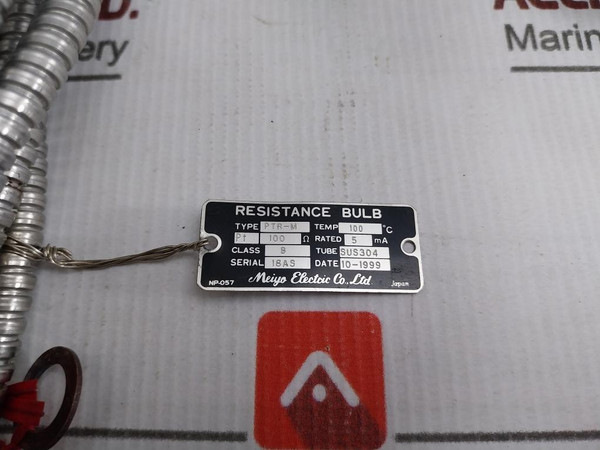 D.
ery
Marin
RESISTANCE BULB
TYPE PTR-M TEMP 100 °C
Pt 100 Ω RATED 5 mA
CLASS B TUBE SUS304
SERIAL 18AS DATE 10-1999
NP-057 Meiyo Electric Co., Ltd. Japan